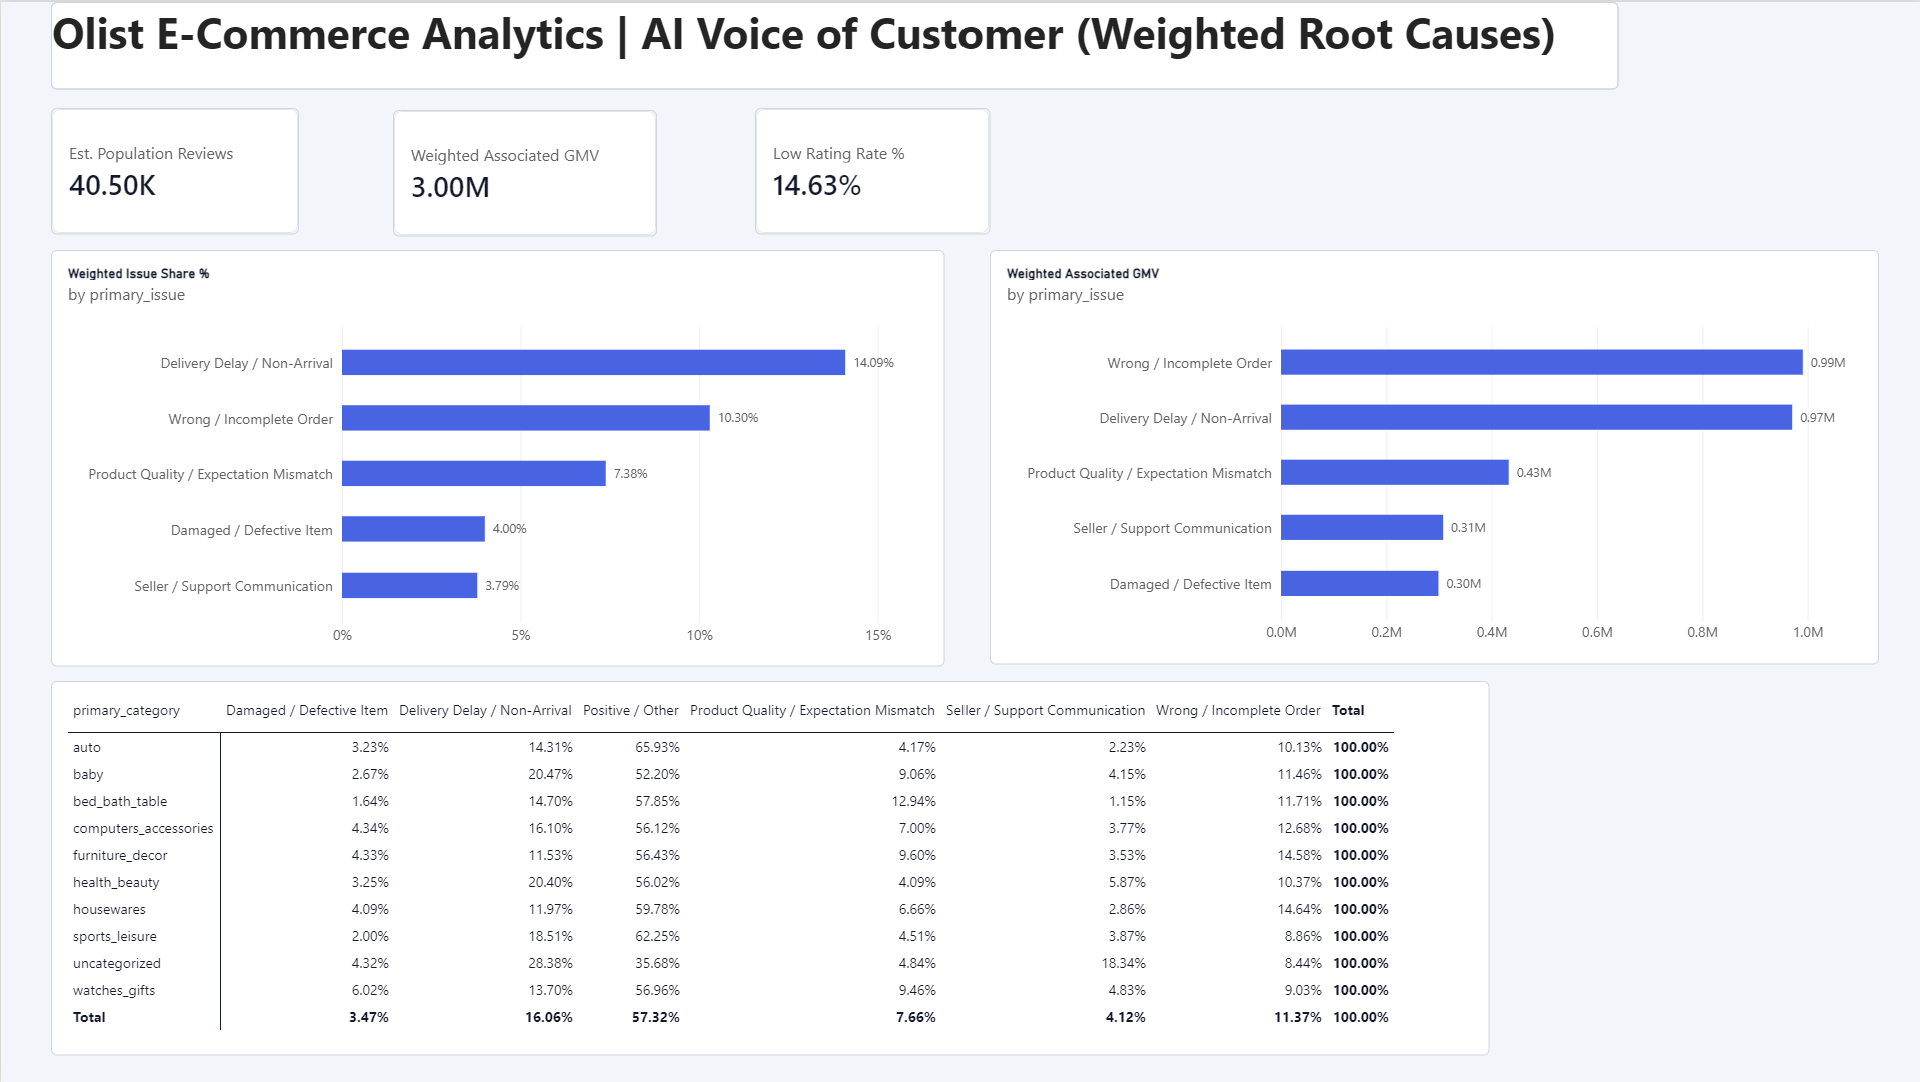 Olist E-Commerce Analytics | AI Voice of Customer (Weighted Root Causes)
Est. Population Reviews
40.50K
Weighted Associated GMV
3.00M
Low Rating Rate %
14.63%
Weighted Issue Share %
by primary_issue
Delivery Delay / Non-Arrival 14.09%
Wrong / Incomplete Order 10.30%
Product Quality / Expectation Mismatch 7.38%
Damaged / Defective Item 4.00%
Seller / Support Communication 3.79%
0% 5% 10% 15%
Weighted Associated GMV
by primary_issue
Wrong / Incomplete Order 0.99M
Delivery Delay / Non-Arrival 0.97M
Product Quality / Expectation Mismatch 0.43M
Seller / Support Communication 0.31M
Damaged / Defective Item 0.30M
0.0M 0.2M 0.4M 0.6M 0.8M 1.0M
primary_category Damaged / Defective Item Delivery Delay / Non-Arrival Positive / Other Product Quality / Expectation Mismatch Seller / Support Communication Wrong / Incomplete Order Total
auto 3.23% 14.31% 65.93% 4.17% 2.23% 10.13% 100.00%
baby 2.67% 20.47% 52.20% 9.06% 4.15% 11.46% 100.00%
bed_bath_table 1.64% 14.70% 57.85% 12.94% 1.15% 11.71% 100.00%
computers_accessories 4.34% 16.10% 56.12% 7.00% 3.77% 12.68% 100.00%
furniture_decor 4.33% 11.53% 56.43% 9.60% 3.53% 14.58% 100.00%
health_beauty 3.25% 20.40% 56.02% 4.09% 5.87% 10.37% 100.00%
housewares 4.09% 11.97% 59.78% 6.66% 2.86% 14.64% 100.00%
sports_leisure 2.00% 18.51% 62.25% 4.51% 3.87% 8.86% 100.00%
uncategorized 4.32% 28.38% 35.68% 4.84% 18.34% 8.44% 100.00%
watches_gifts 6.02% 13.70% 56.96% 9.46% 4.83% 9.03% 100.00%
Total 3.47% 16.06% 57.32% 7.66% 4.12% 11.37% 100.00%